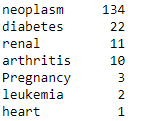 neoplasm 134
diabetes 22
renal 11
arthritis 10
Pregnancy 3
leukemia 2
heart 1